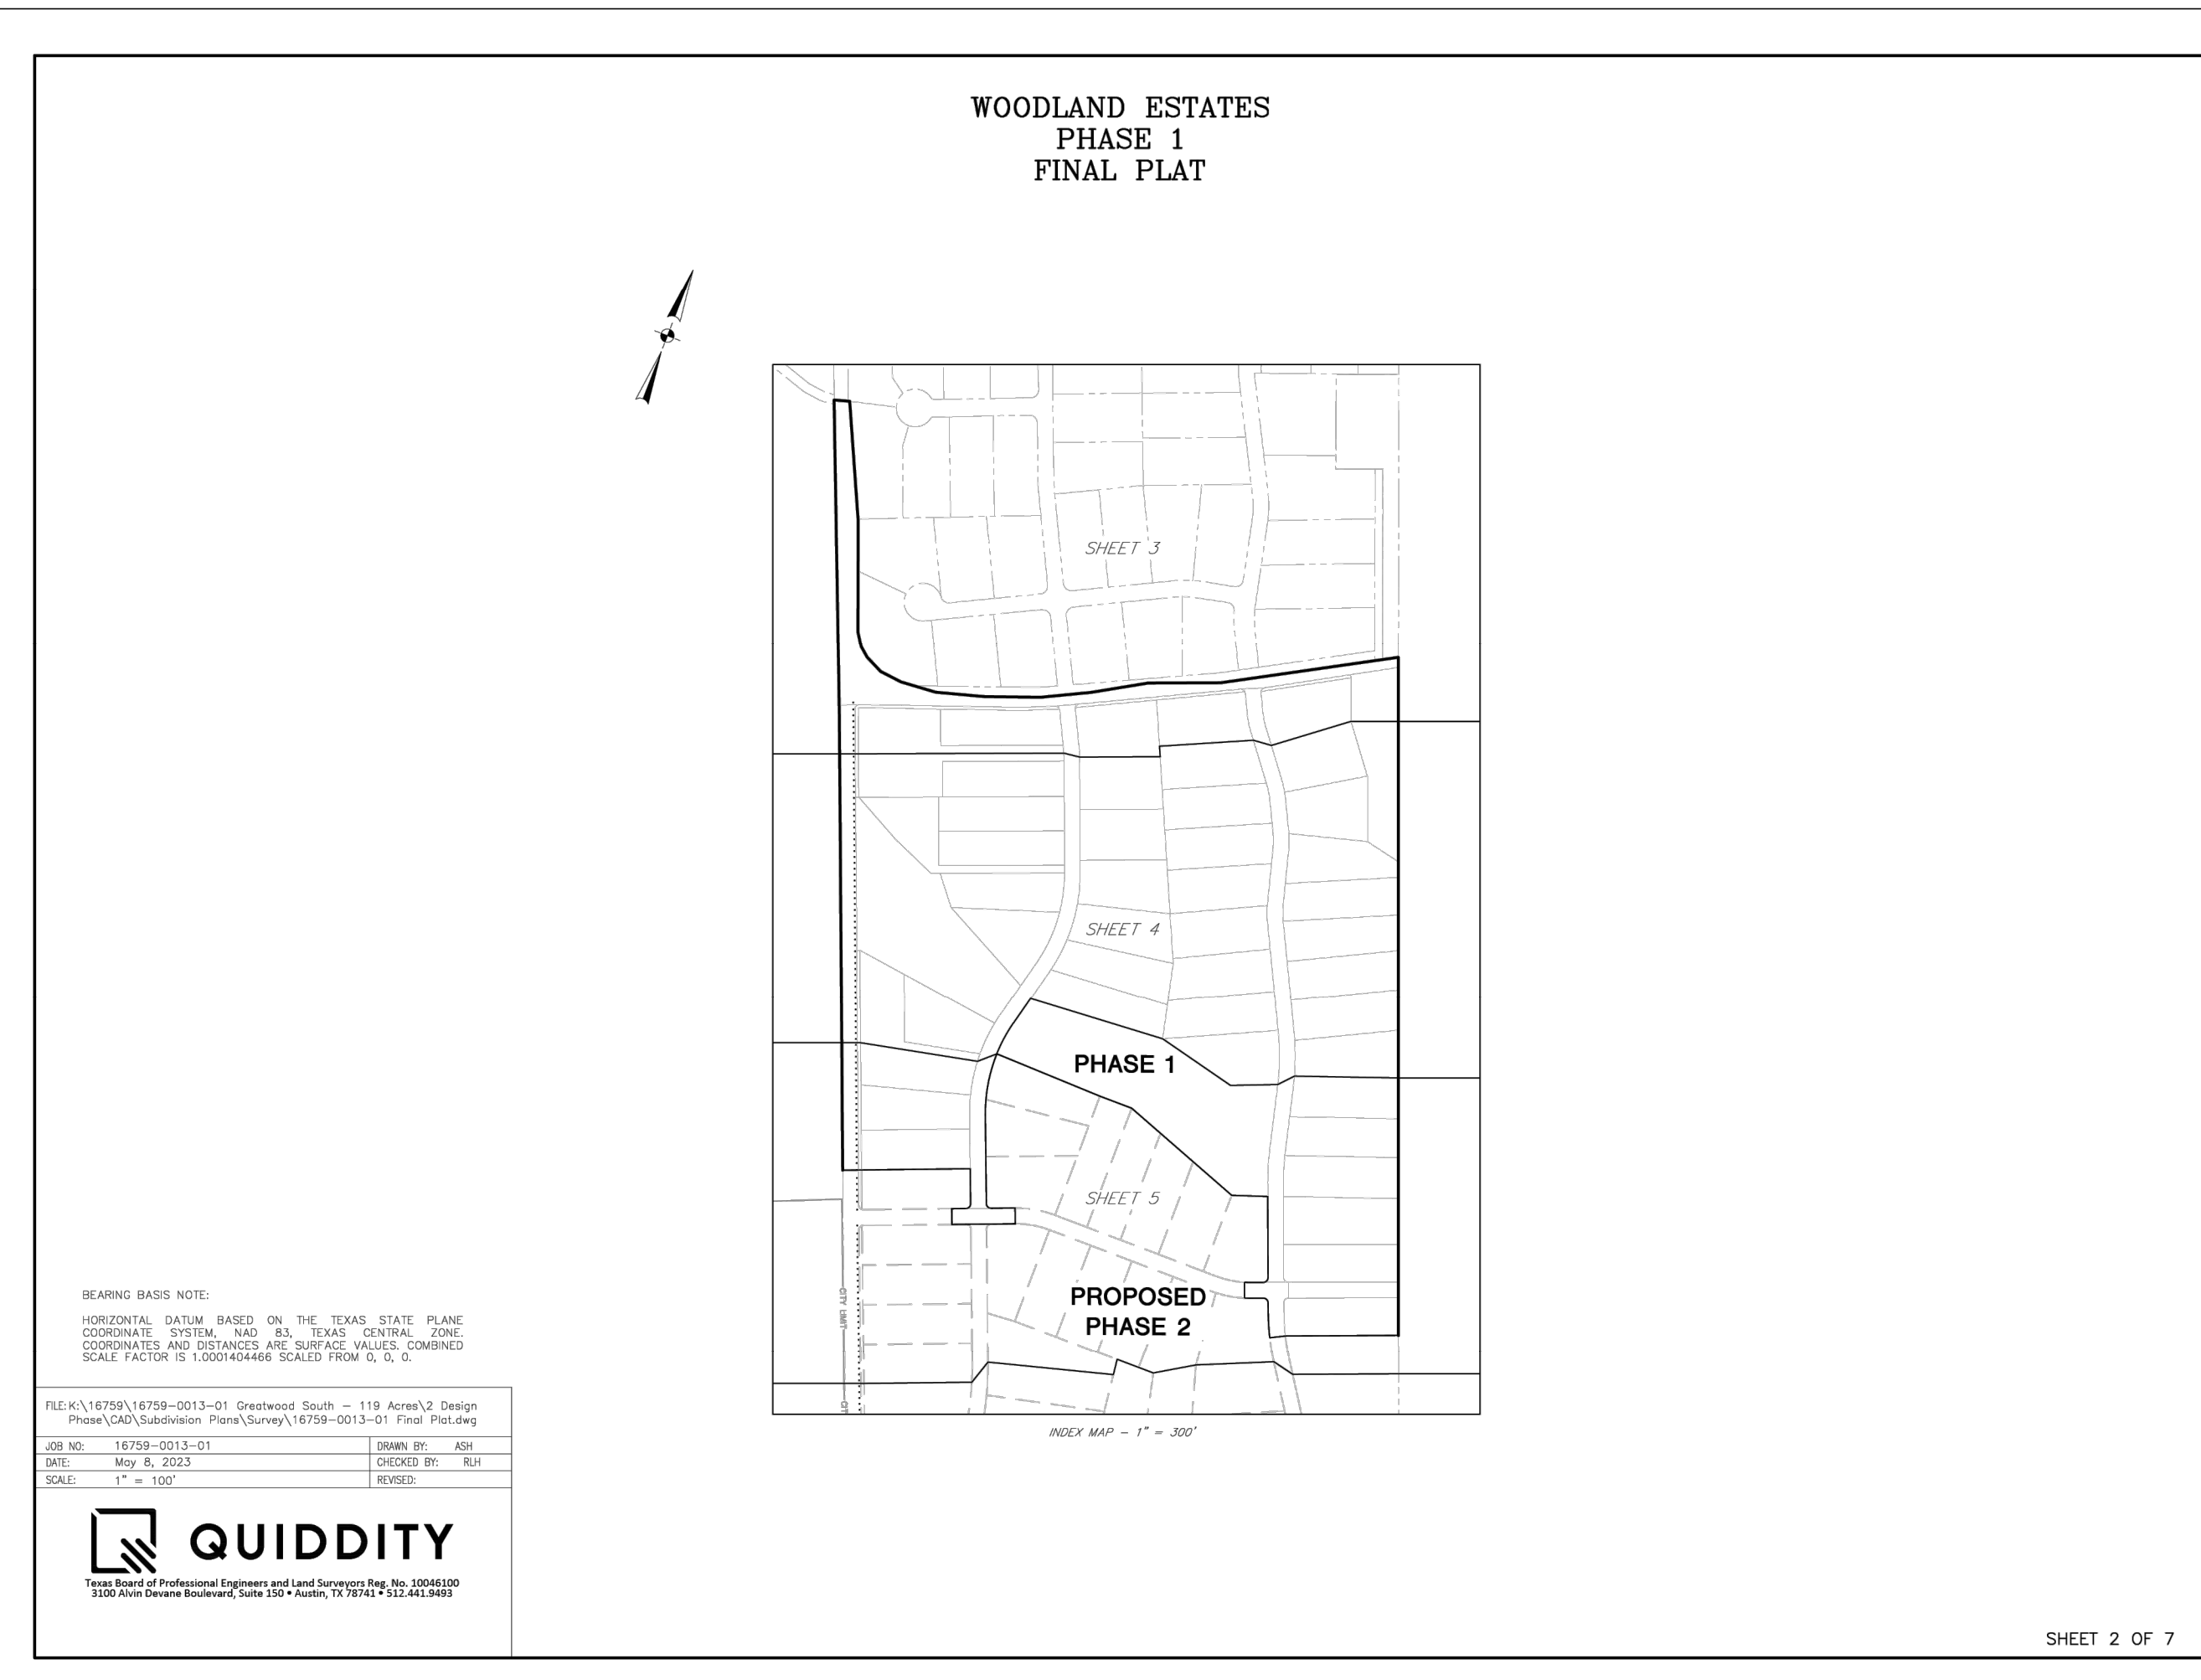 WOODLAND ESTATES
PHASE 1
FINAL PLAT
SHEET 3
SHEET 4
PHASE 1
SHEET 5
PROPOSED
PHASE 2
CITY LIMIT
CIT
INDEX MAP – 1" = 300'
BEARING BASIS NOTE:
HORIZONTAL DATUM BASED ON THE TEXAS STATE PLANE
COORDINATE SYSTEM, NAD 83, TEXAS CENTRAL ZONE.
COORDINATES AND DISTANCES ARE SURFACE VALUES. COMBINED
SCALE FACTOR IS 1.0001404466 SCALED FROM 0, 0, 0.
FILE: K:\16759\16759-0013-01 Greatwood South – 119 Acres\2 Design
Phase\CAD\Subdivision Plans\Survey\16759-0013-01 Final Plat.dwg
JOB NO: 16759-0013-01 DRAWN BY: ASH
DATE: May 8, 2023 CHECKED BY: RLH
SCALE: 1" = 100' REVISED:
QUIDDITY
Texas Board of Professional Engineers and Land Surveyors Reg. No. 10046100
3100 Alvin Devane Boulevard, Suite 150 • Austin, TX 78741 • 512.441.9493
SHEET 2 OF 7